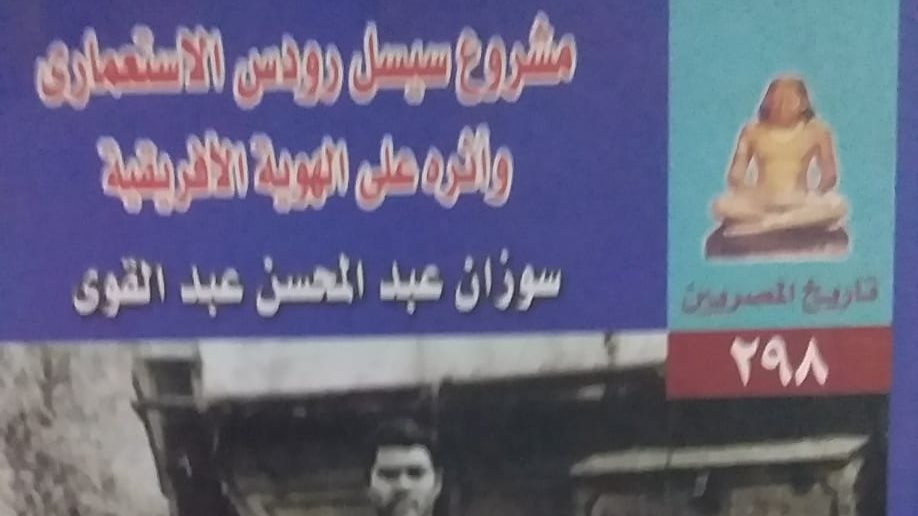 مشروع سيسل رودس الاستعمارى
وأثره على الهوية الأفريقية
سوزان عبد المحسن عبد القوى
تاريخ المصريين
٢٩٨